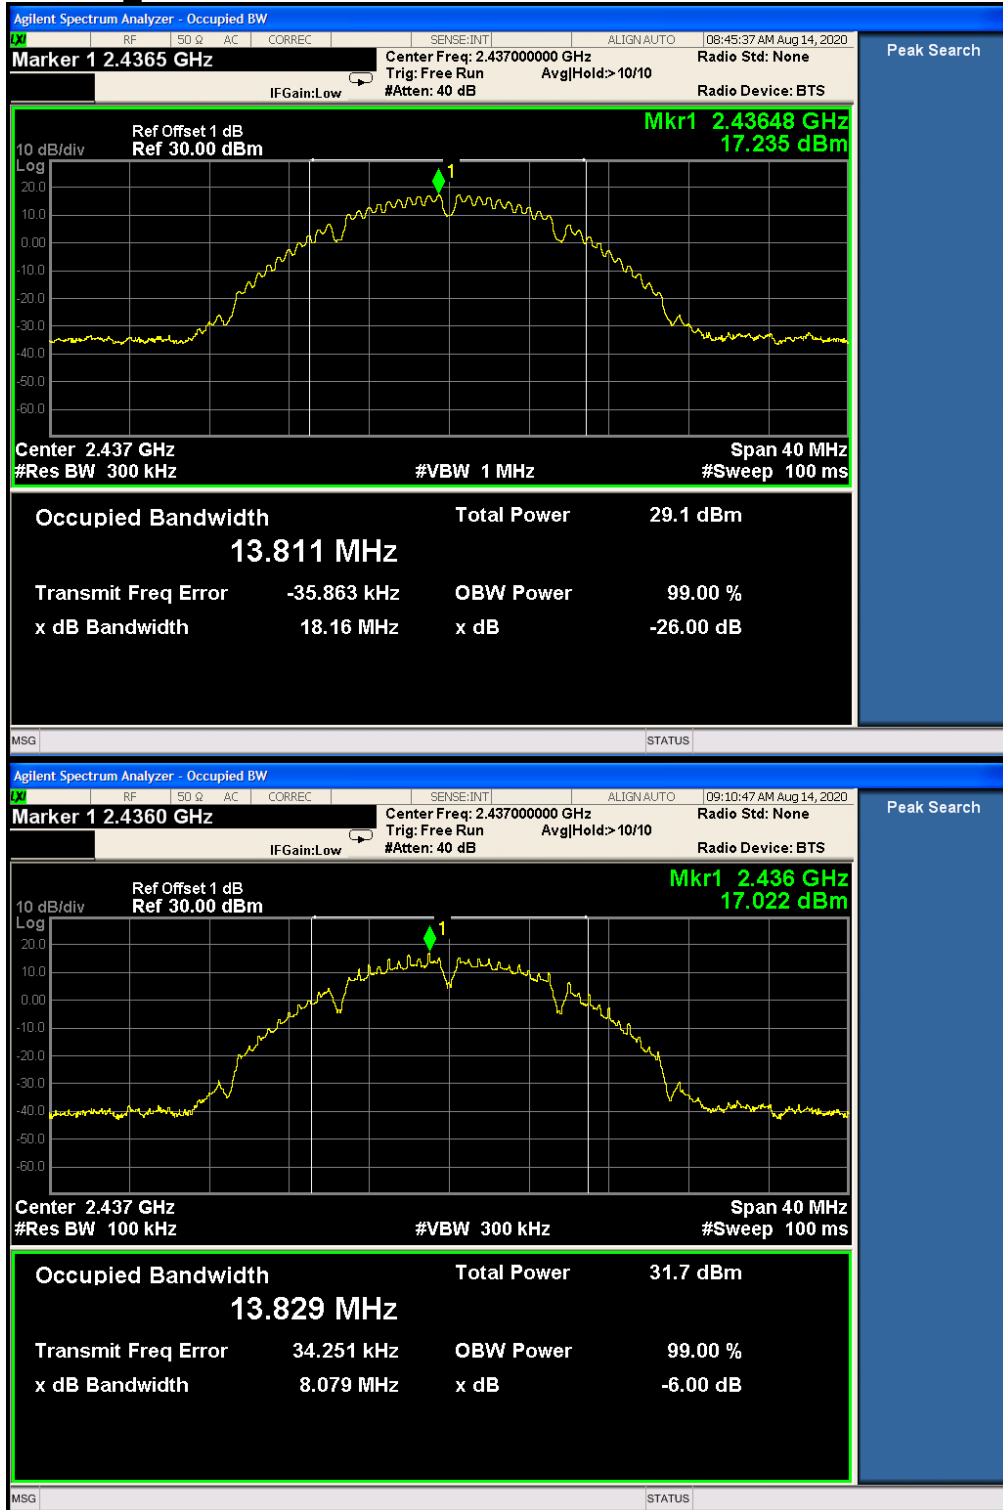 Agilent Spectrum Analyzer - Occupied BW
LXI RF 50 Ω AC CORREC SENSE:INT ALIGN AUTO 08:45:37 AM Aug 14, 2020
Marker 1 2.4365 GHz Center Freq: 2.437000000 GHz Radio Std: None Peak Search
Trig: Free Run Avg|Hold:>10/10
IFGain:Low #Atten: 40 dB Radio Device: BTS
Mkr1 2.43648 GHz
Ref Offset 1 dB 17.235 dBm
10 dB/div Ref 30.00 dBm
Log
20.0
10.0
0.00
-10.0
-20.0
-30.0
-40.0
-50.0
-60.0
1
Center 2.437 GHz Span 40 MHz
#Res BW 300 kHz #VBW 1 MHz #Sweep 100 ms
Occupied Bandwidth Total Power 29.1 dBm
13.811 MHz
Transmit Freq Error -35.863 kHz OBW Power 99.00 %
x dB Bandwidth 18.16 MHz x dB -26.00 dB
MSG STATUS
Agilent Spectrum Analyzer - Occupied BW
LXI RF 50 Ω AC CORREC SENSE:INT ALIGN AUTO 09:10:47 AM Aug 14, 2020
Marker 1 2.4360 GHz Center Freq: 2.437000000 GHz Radio Std: None Peak Search
Trig: Free Run Avg|Hold:>10/10
IFGain:Low #Atten: 40 dB Radio Device: BTS
Mkr1 2.436 GHz
Ref Offset 1 dB 17.022 dBm
10 dB/div Ref 30.00 dBm
Log
20.0
10.0
0.00
-10.0
-20.0
-30.0
-40.0
-50.0
-60.0
1
Center 2.437 GHz Span 40 MHz
#Res BW 100 kHz #VBW 300 kHz #Sweep 100 ms
Occupied Bandwidth Total Power 31.7 dBm
13.829 MHz
Transmit Freq Error 34.251 kHz OBW Power 99.00 %
x dB Bandwidth 8.079 MHz x dB -6.00 dB
MSG STATUS